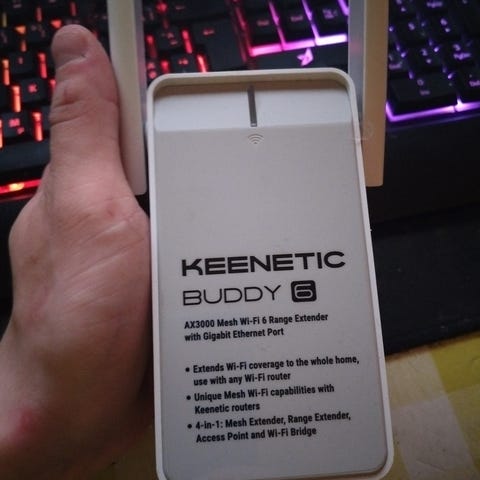 KEENETIC
BUDDY 6
AX3000 Mesh Wi-Fi 6 Range Extender
with Gigabit Ethernet Port
• Extends Wi-Fi coverage to the whole home,
use with any Wi-Fi router
• Unique Mesh Wi-Fi capabilities with
Keenetic routers
• 4-in-1: Mesh Extender, Range Extender,
Access Point and Wi-Fi Bridge